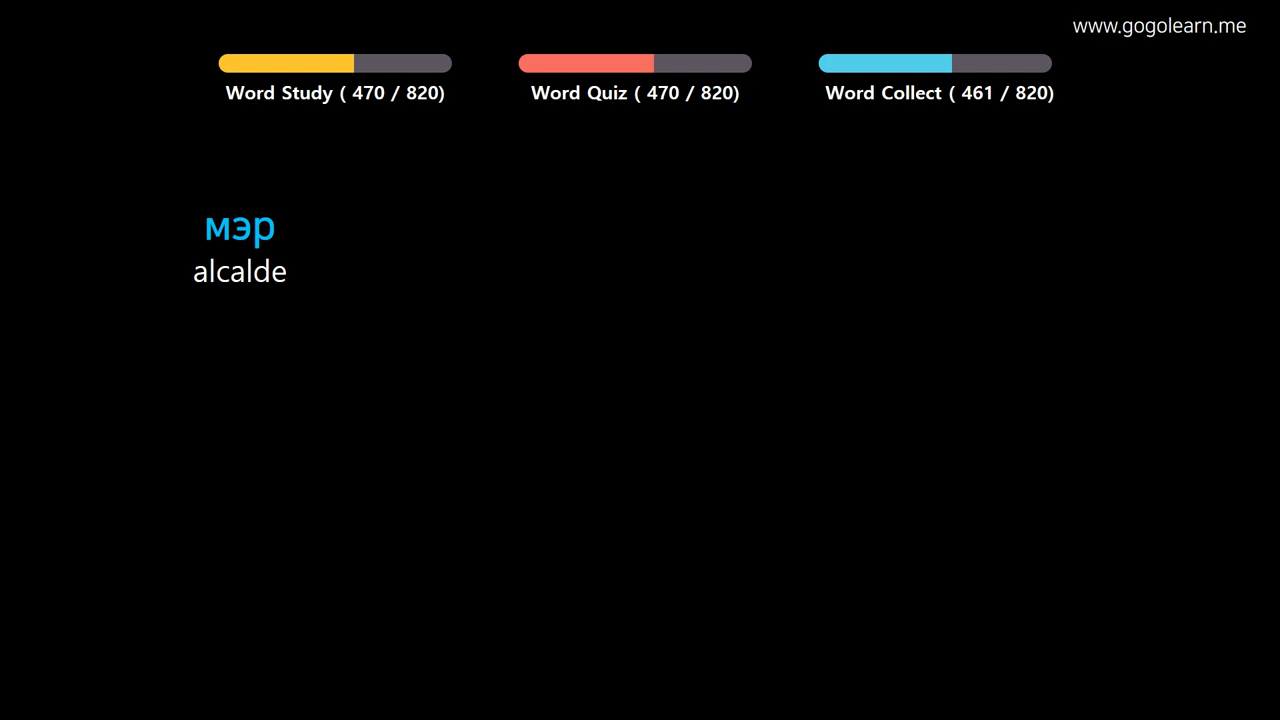 www.gogolearn.me
Word Study ( 470 / 820)
Word Quiz ( 470 / 820)
Word Collect ( 461 / 820)
мэр
alcalde